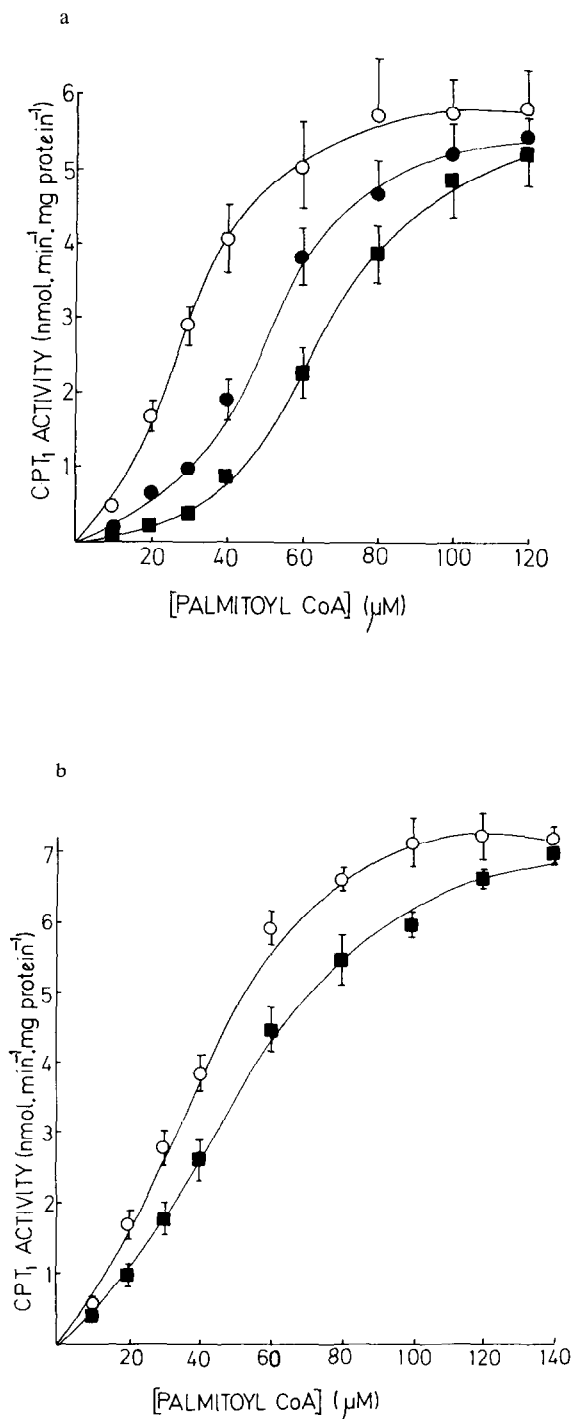 a
6
5
4
3
2
1
CPT₁ ACTIVITY (nmol.min⁻¹.mg protein⁻¹)
20 40 60 80 100 120
[PALMITOYL CoA] (μM)
b
7
6
5
4
3
2
1
CPT₁ ACTIVITY (nmol.min⁻¹.mg protein⁻¹)
20 40 60 80 100 120 140
[PALMITOYL CoA] (μM)